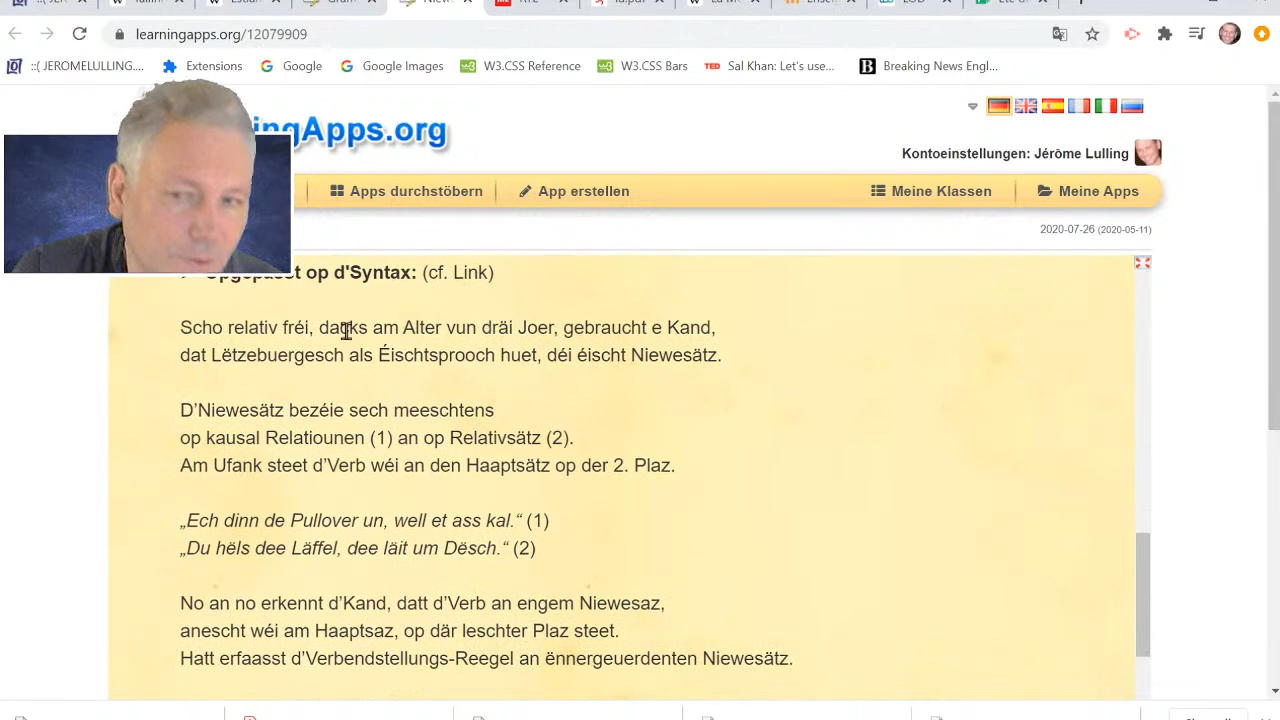 learningapps.org/12079909
::( JEROMELULLING.... Extensions Google Google Images W3.CSS Reference W3.CSS Bars TED Sal Khan: Let's use... Breaking News Engl...
ingApps.org
Kontoeinstellungen: Jérôme Lulling
Apps durchstöbern App erstellen Meine Klassen Meine Apps
2020-07-26 (2020-05-11)
op d'Syntax: (cf. Link)
Scho relativ fréi, dacks am Alter vun dräi Joer, gebraucht e Kand,
dat Lëtzebuergesch als Éischtsprooch huet, déi éischt Niewesätz.
D'Niewesätz bezéie sech meeschtens
op kausal Relatiounen (1) an op Relativsätz (2).
Am Ufank steet d'Verb wéi an den Haaptsätz op der 2. Plaz.
„Ech dinn de Pullover un, well et ass kal.“ (1)
„Du hëls dee Läffel, dee läit um Dësch.“ (2)
No an no erkennt d'Kand, datt d'Verb an engem Niewesaz,
anescht wéi am Haaptsaz, op där leschter Plaz steet.
Hatt erfaasst d'Verbendstellungs-Reegel an ënnergeuerdenten Niewesätz.